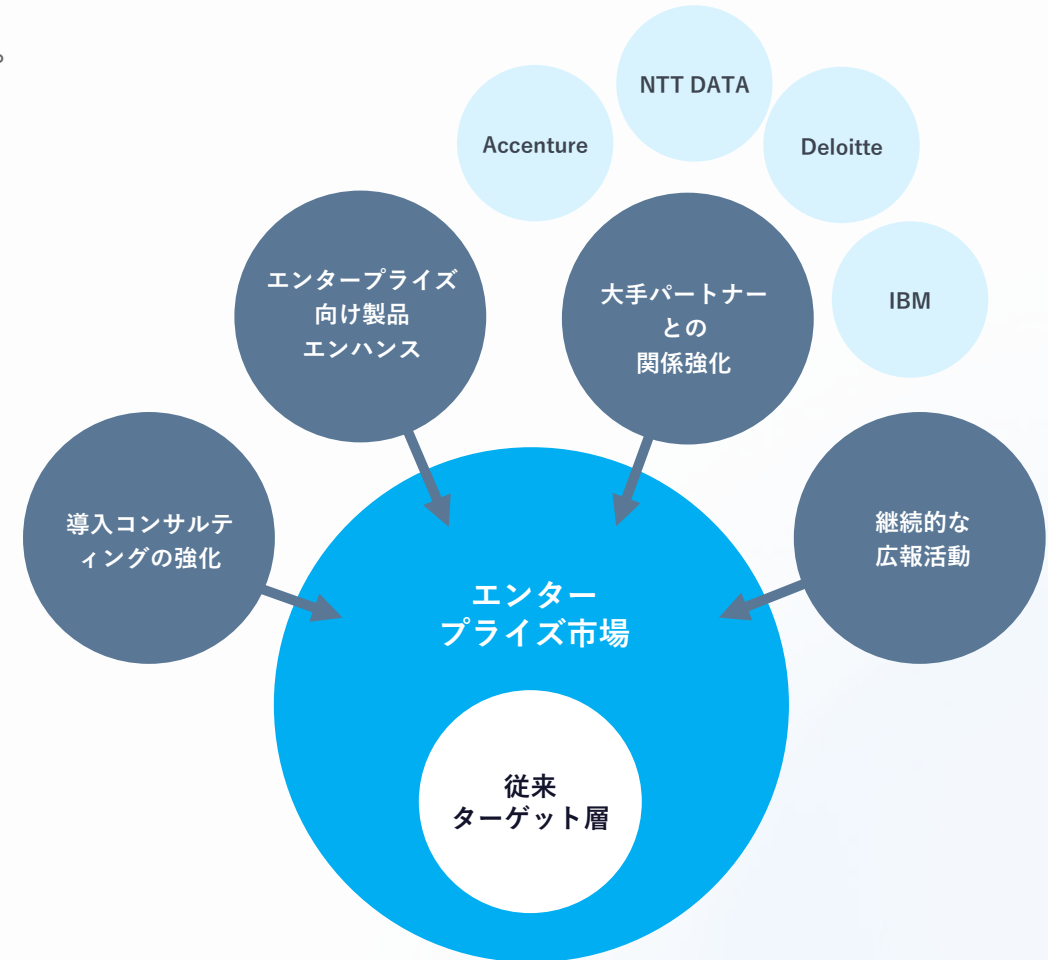 。
NTT DATA
Accenture
Deloitte
IBM
エンタープライズ
向け製品
エンハンス
大手パートナー
との
関係強化
導入コンサルテ
ィングの強化
継続的な
広報活動
エンター
プライズ市場
従来
ターゲット層